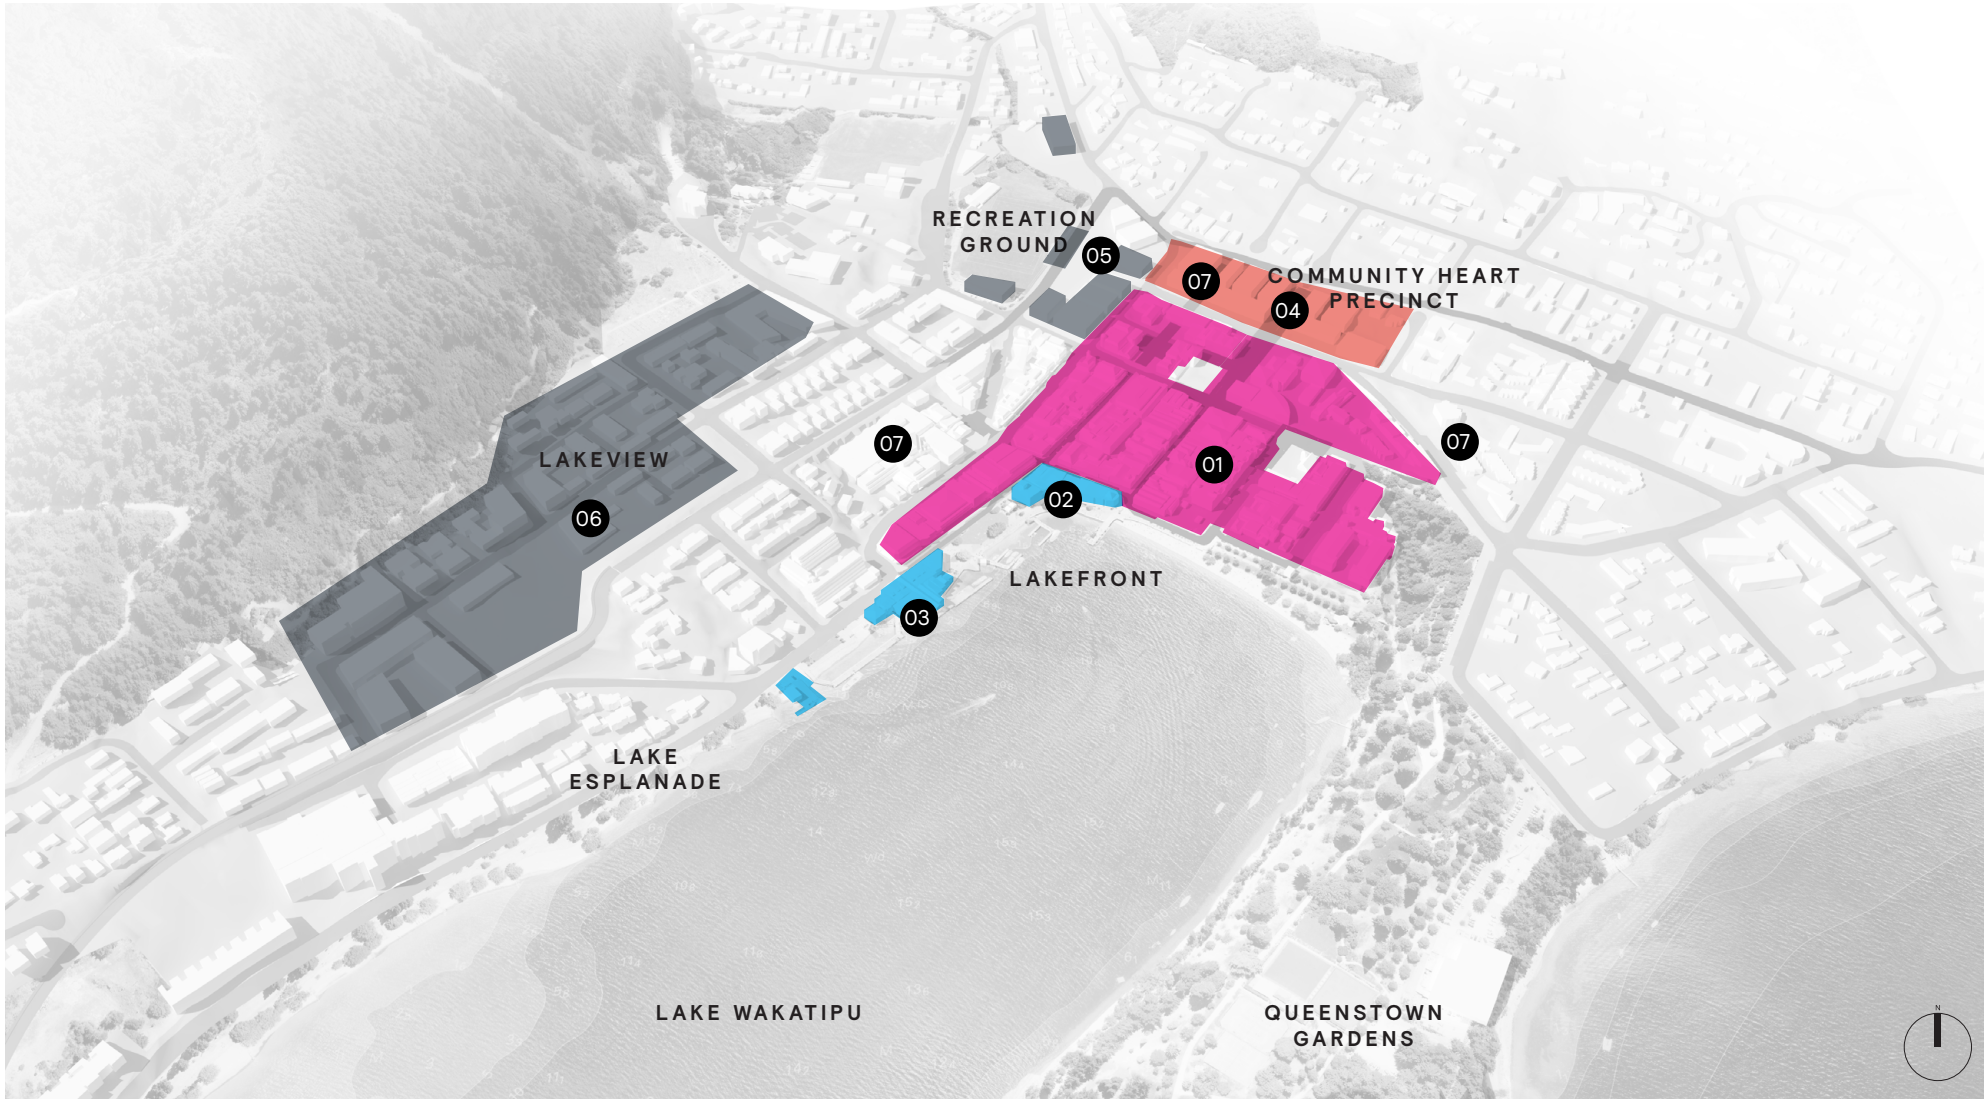 RECREATION
GROUND
05
07
COMMUNITY HEART
PRECINCT
04
07
07
01
LAKEVIEW
02
06
LAKEFRONT
03
LAKE
ESPLANADE
LAKE WAKATIPU
QUEENSTOWN
GARDENS
N